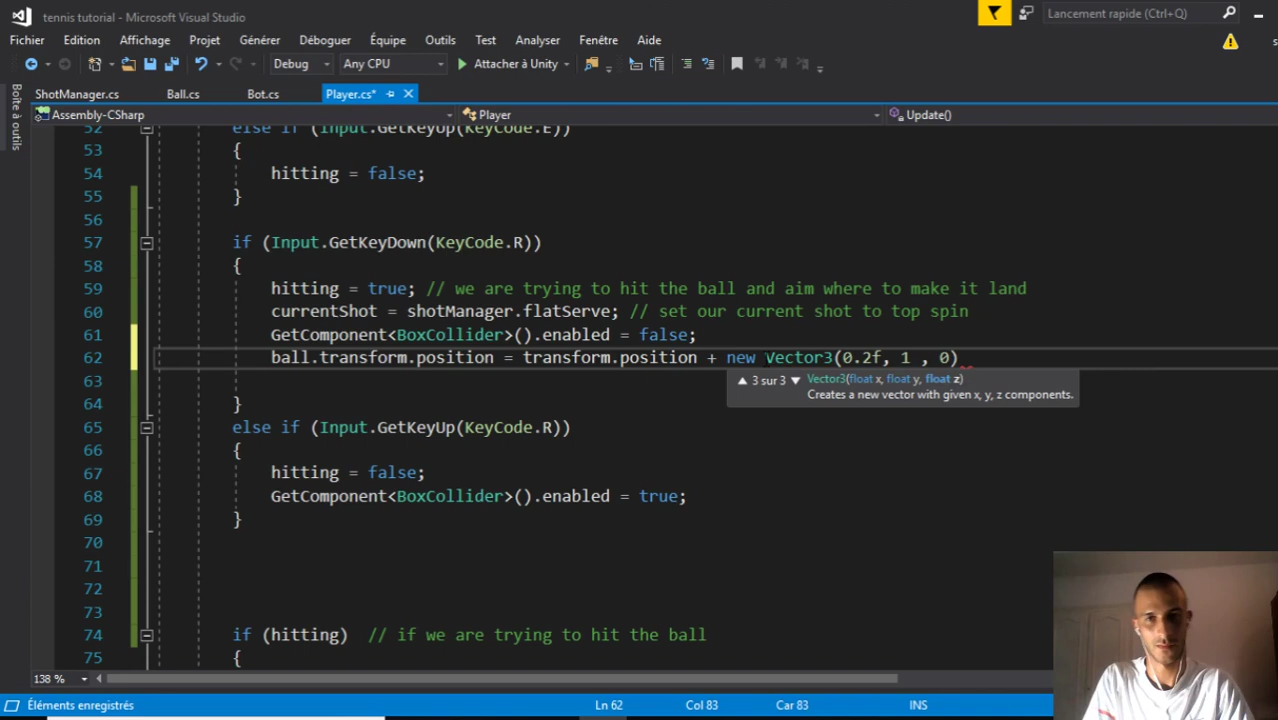 tennis tutorial - Microsoft Visual Studio
Lancement rapide (Ctrl+Q)
Fichier Edition Affichage Projet Générer Déboguer Équipe Outils Test Analyser Fenêtre Aide
Debug Any CPU Attacher à Unity
Boîte à outils
ShotManager.cs Ball.cs Bot.cs Player.cs*
Assembly-CSharp Player Update()
52 else if (Input.GetKeyUp(KeyCode.E))
53 {
54 hitting = false;
55 }
56
57 if (Input.GetKeyDown(KeyCode.R))
58 {
59 hitting = true; // we are trying to hit the ball and aim where to make it land
60 currentShot = shotManager.flatServe; // set our current shot to top spin
61 GetComponent<BoxCollider>().enabled = false;
62 ball.transform.position = transform.position + new Vector3(0.2f, 1 , 0)
63 ▲ 3 sur 3 ▼ Vector3(float x, float y, float z)
Creates a new vector with given x, y, z components.
64 }
65 else if (Input.GetKeyUp(KeyCode.R))
66 {
67 hitting = false;
68 GetComponent<BoxCollider>().enabled = true;
69 }
70
71
72
73
74 if (hitting) // if we are trying to hit the ball
75 {
138 %
Éléments enregistrés Ln 62 Col 83 Car 83 INS